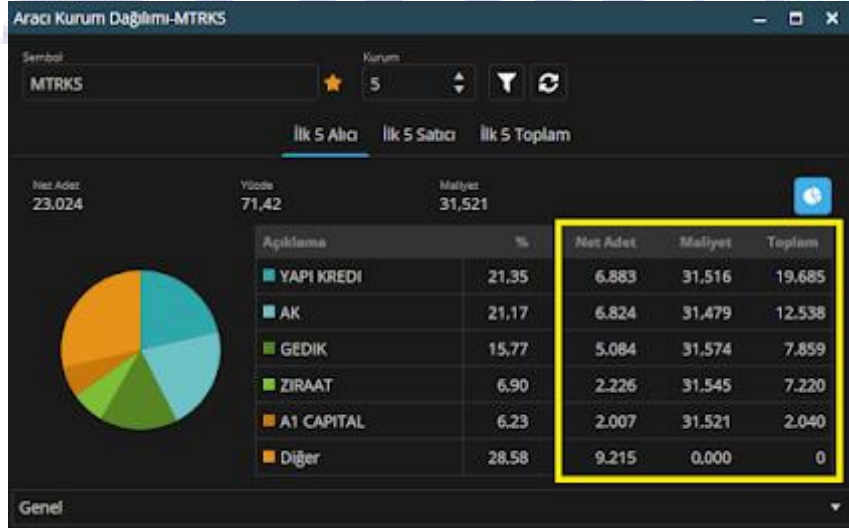 Aracı Kurum Dağılımı-MTRKS
Sembol Kurum
MTRKS 5
İlk 5 Alıcı İlk 5 Satıcı İlk 5 Toplam
Net Adet Yüzde Maliyet
23.024 71,42 31,521
Açıklama % Net Adet Maliyet Toplam
YAPI KREDI 21,35 6.883 31,516 19.685
AK 21,17 6.824 31,479 12.538
GEDIK 15,77 5.084 31,574 7.859
ZIRAAT 6,90 2.226 31,545 7.220
A1 CAPITAL 6,23 2.007 31,521 2.040
Diğer 28,58 9.215 0,000 0
Genel